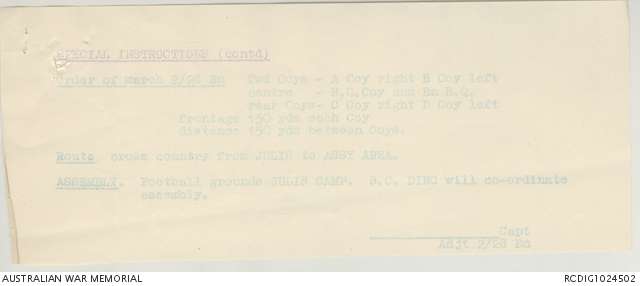 SPECIAL INSTRUCTIONS (contd)
Order of March 2/28 Bn Fwd Coys - A Coy right B Coy left
centre - H.Q.Coy and Bn H.Q.
rear Coys- C Coy right D Coy left
frontage 150 yds each Coy
distance 150 yds between Coys.
Route cross country from JULIS to ASSY AREA.
ASSEMBLY. Football grounds JULIS CAMP. O.C. DING will co-ordinate
assembly.
Capt
Adjt 2/28 Bn
AUSTRALIAN WAR MEMORIAL
RCDIG1024502